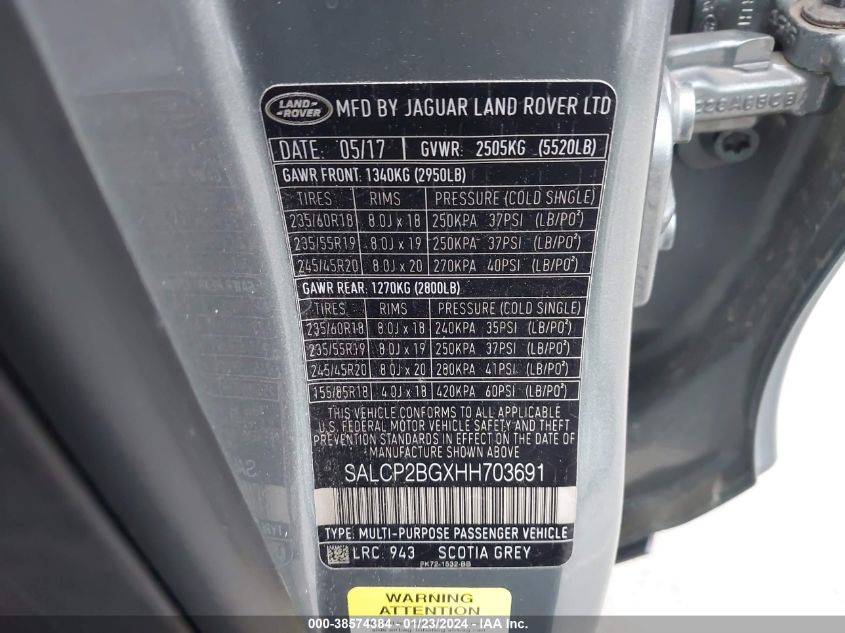 LAND-
-ROVER
MFD BY JAGUAR LAND ROVER LTD
DATE: 05/17 GVWR: 2505KG (5520LB)
GAWR FRONT: 1340KG (2950LB)
TIRES RIMS PRESSURE (COLD SINGLE)
235/60R18 8.0J x 18 250KPA 37PSI (LB/PO²)
235/55R19 8.0J x 19 250KPA 37PSI (LB/PO²)
245/45R20 8.0J x 20 270KPA 40PSI (LB/PO²)
GAWR REAR: 1270KG (2800LB)
TIRES RIMS PRESSURE (COLD SINGLE)
235/60R18 8.0J x 18 240KPA 35PSI (LB/PO²)
235/55R19 8.0J x 19 250KPA 37PSI (LB/PO²)
245/45R20 8.0J x 20 280KPA 41PSI (LB/PO²)
155/85R18 4.0J x 18 420KPA 60PSI (LB/PO²)
THIS VEHICLE CONFORMS TO ALL APPLICABLE
U.S. FEDERAL MOTOR VEHICLE SAFETY AND THEFT
PREVENTION STANDARDS IN EFFECT ON THE DATE
OF MANUFACTURE SHOWN ABOVE
SALCP2BGXHH703691
TYPE: MULTI-PURPOSE PASSENGER VEHICLE
LRC: 943 SCOTIA GREY
FK72-1532-BB
WARNING
ATTENTION
00-38574384 - 01/23/2024 - IAA Inc.